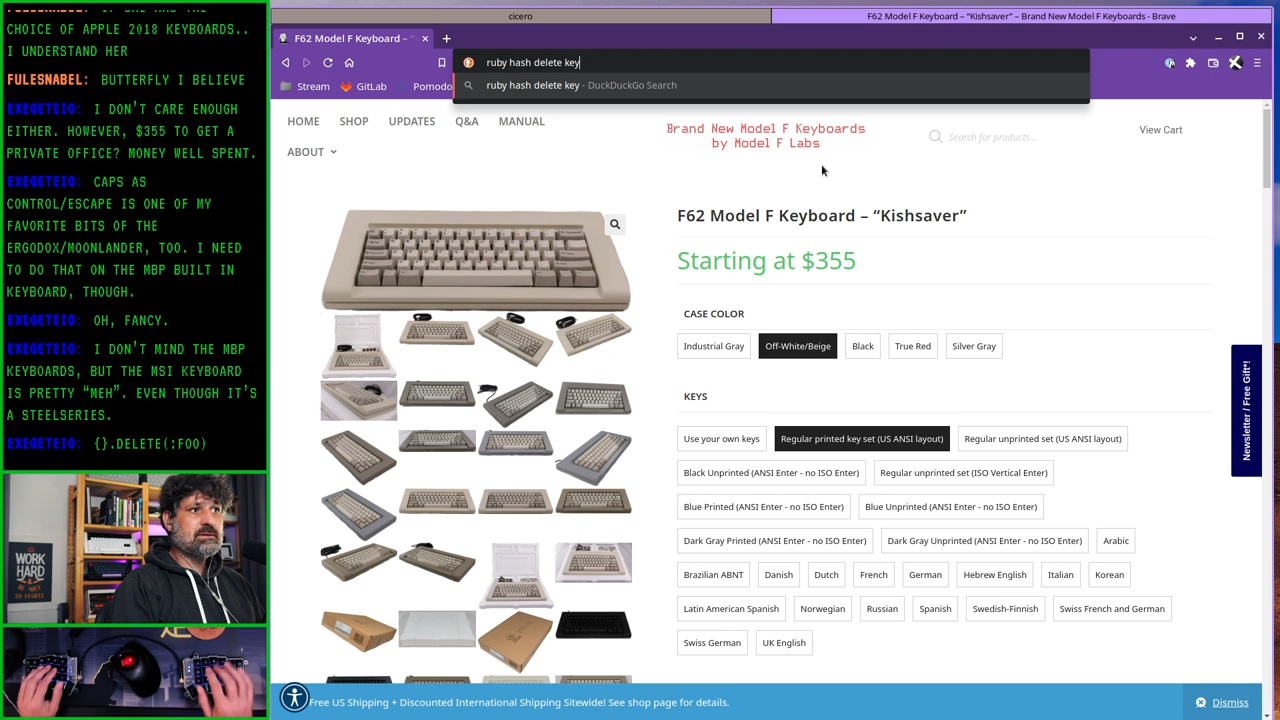 FULESNABEL: IF SHE HAS THE
CHOICE OF APPLE 2018 KEYBOARDS..
I UNDERSTAND HER
FULESNABEL: BUTTERFLY I BELIEVE
EXEGETEIO: I DON'T CARE ENOUGH
EITHER. HOWEVER, $355 TO GET A
PRIVATE OFFICE? MONEY WELL SPENT.
EXEGETEIO: CAPS AS
CONTROL/ESCAPE IS ONE OF MY
FAVORITE BITS OF THE
ERGODOX/MOONLANDER, TOO. I NEED
TO DO THAT ON THE MBP BUILT IN
KEYBOARD, THOUGH.
EXEGETEIO: OH, FANCY.
EXEGETEIO: I DON'T MIND THE MBP
KEYBOARDS, BUT THE MSI KEYBOARD
IS PRETTY "MEH". EVEN THOUGH IT'S
A STEELSERIES.
EXEGETEIO: {}.DELETE(:FOO)
WORK
HARD
cicero
F62 Model F Keyboard – “Kishsaver” – Brand New Model F Keyboards - Brave
F62 Model F Keyboard – “
ruby hash delete key
ruby hash delete key - DuckDuckGo Search
Stream
GitLab
Pomodo
HOME
SHOP
UPDATES
Q&A
MANUAL
ABOUT
Brand New Model F Keyboards
by Model F Labs
Search for products...
View Cart
F62 Model F Keyboard – “Kishsaver”
Starting at $355
CASE COLOR
Industrial Gray
Off-White/Beige
Black
True Red
Silver Gray
KEYS
Use your own keys
Regular printed key set (US ANSI layout)
Regular unprinted set (US ANSI layout)
Black Unprinted (ANSI Enter - no ISO Enter)
Regular unprinted set (ISO Vertical Enter)
Blue Printed (ANSI Enter - no ISO Enter)
Blue Unprinted (ANSI Enter - no ISO Enter)
Dark Gray Printed (ANSI Enter - no ISO Enter)
Dark Gray Unprinted (ANSI Enter - no ISO Enter)
Arabic
Brazilian ABNT
Danish
Dutch
French
German
Hebrew English
Italian
Korean
Latin American Spanish
Norwegian
Russian
Spanish
Swedish-Finnish
Swiss French and German
Swiss German
UK English
Newsletter / Free Gift*!
Free US Shipping + Discounted International Shipping Sitewide! See shop page for details.
Dismiss